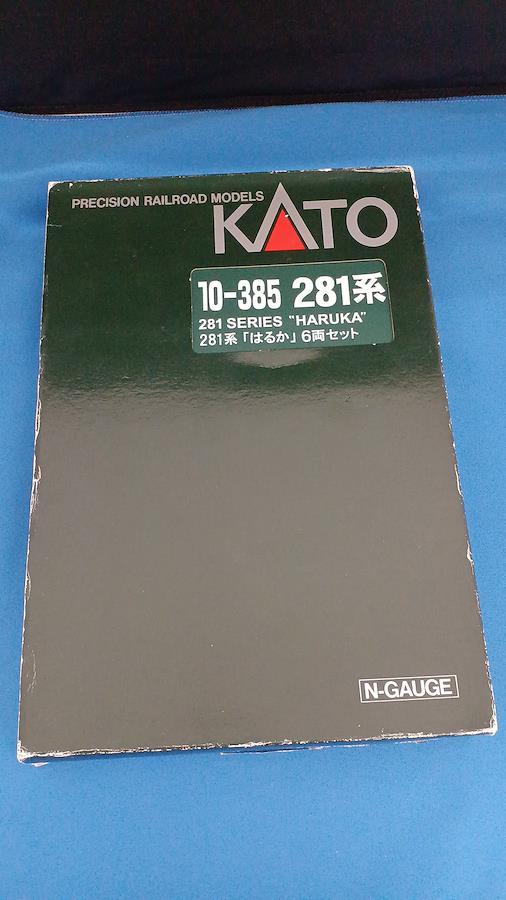 PRECISION RAILROAD MODELS
KATO
10-385 281系
281 SERIES "HARUKA"
281系「はるか」6両セット
N-GAUGE